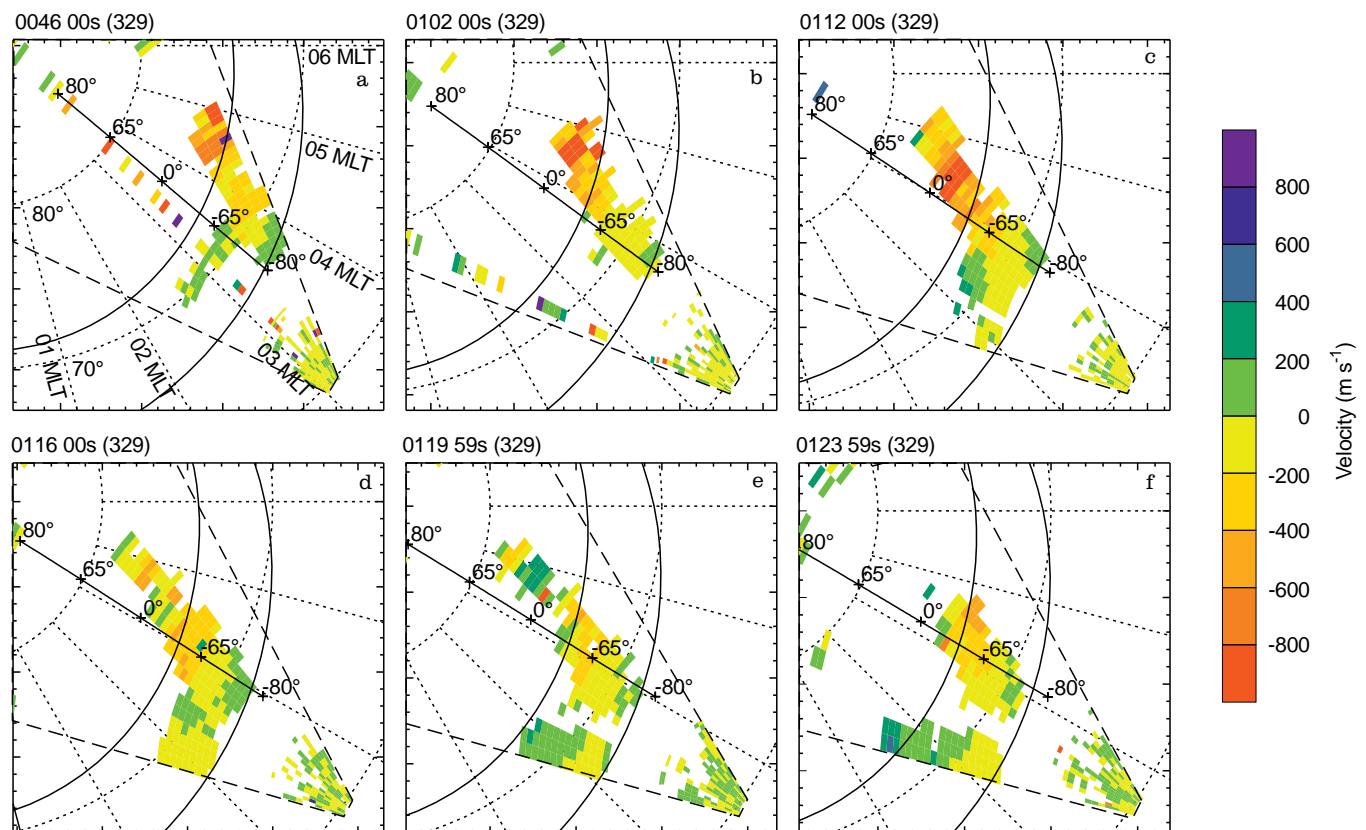 0046 00s (329)
0102 00s (329)
0112 00s (329)
06 MLT
a
b
c
80°
65°
0°
-65°
-80°
05 MLT
04 MLT
03 MLT
02 MLT
01 MLT
80°
70°
80°
65°
0°
-65°
-80°
80°
65°
0°
-65°
-80°
0116 00s (329)
0119 59s (329)
0123 59s (329)
d
e
f
80°
65°
0°
-65°
-80°
80°
65°
0°
-65°
-80°
80°
65°
0°
-65°
-80°
800
600
400
200
0
-200
-400
-600
-800
Velocity (m s⁻¹)